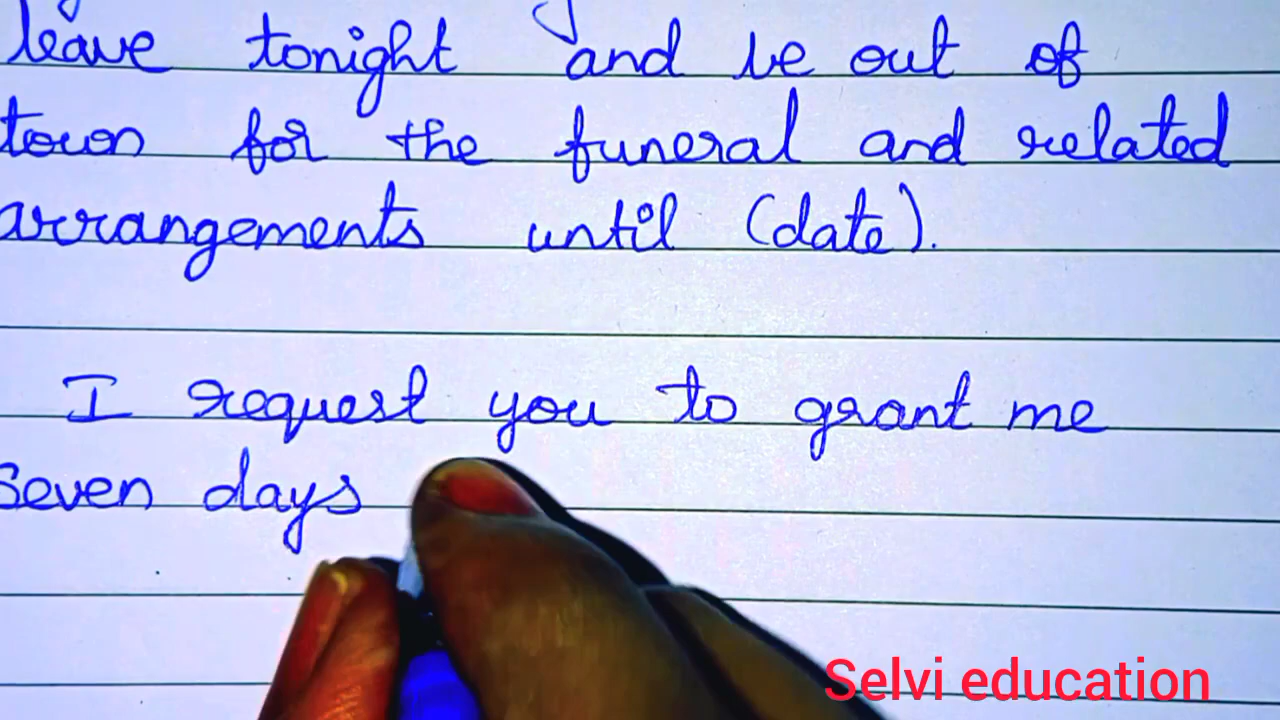 leave tonight and be out of
town for the funeral and related
arrangements until (date).
I request you to grant me
Seven days
Selvi education